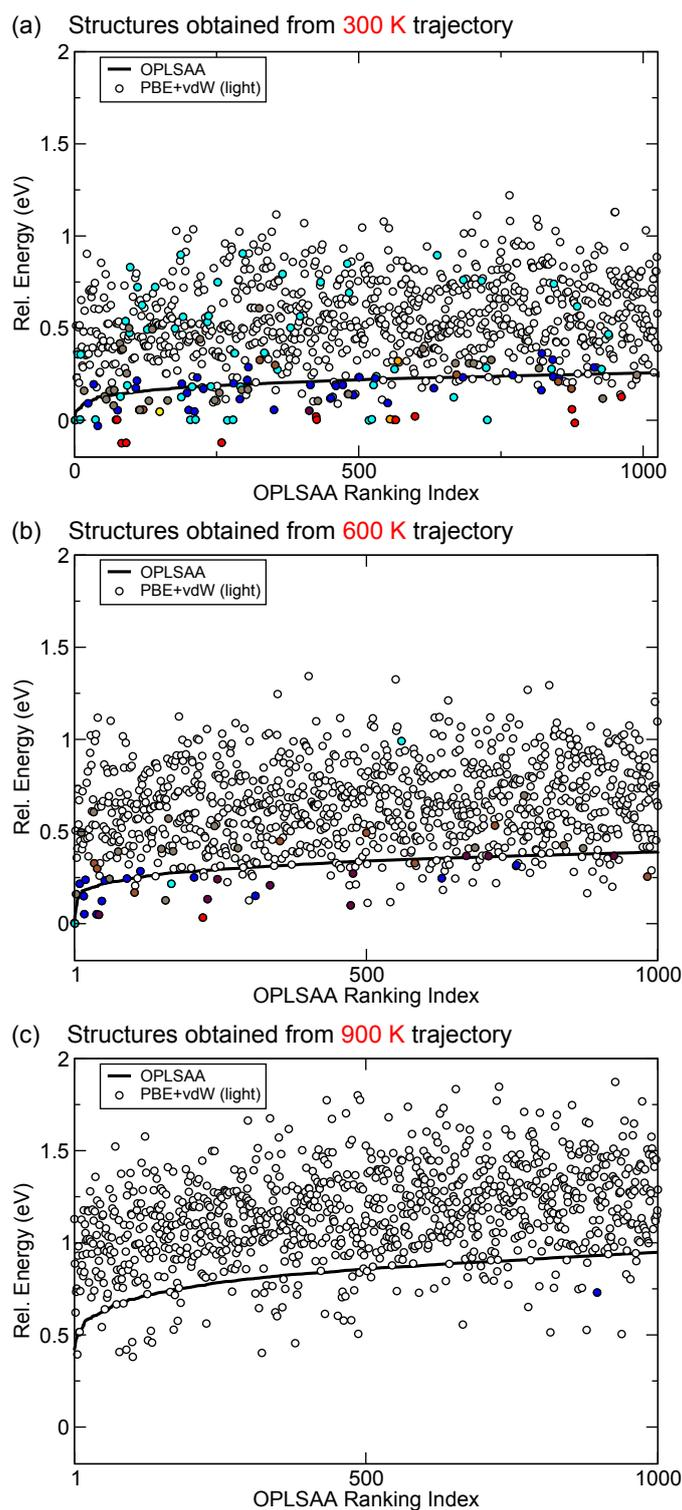 (a) Structures obtained from 300 K trajectory
2
OPLSAA
PBE+vdW (light)
1.5
1
0.5
0
Rel. Energy (eV)
0 500 1000
OPLSAA Ranking Index
(b) Structures obtained from 600 K trajectory
2
OPLSAA
PBE+vdW (light)
1.5
1
0.5
0
Rel. Energy (eV)
1 500 1000
OPLSAA Ranking Index
(c) Structures obtained from 900 K trajectory
2
OPLSAA
PBE+vdW (light)
1.5
1
0.5
0
Rel. Energy (eV)
1 500 1000
OPLSAA Ranking Index